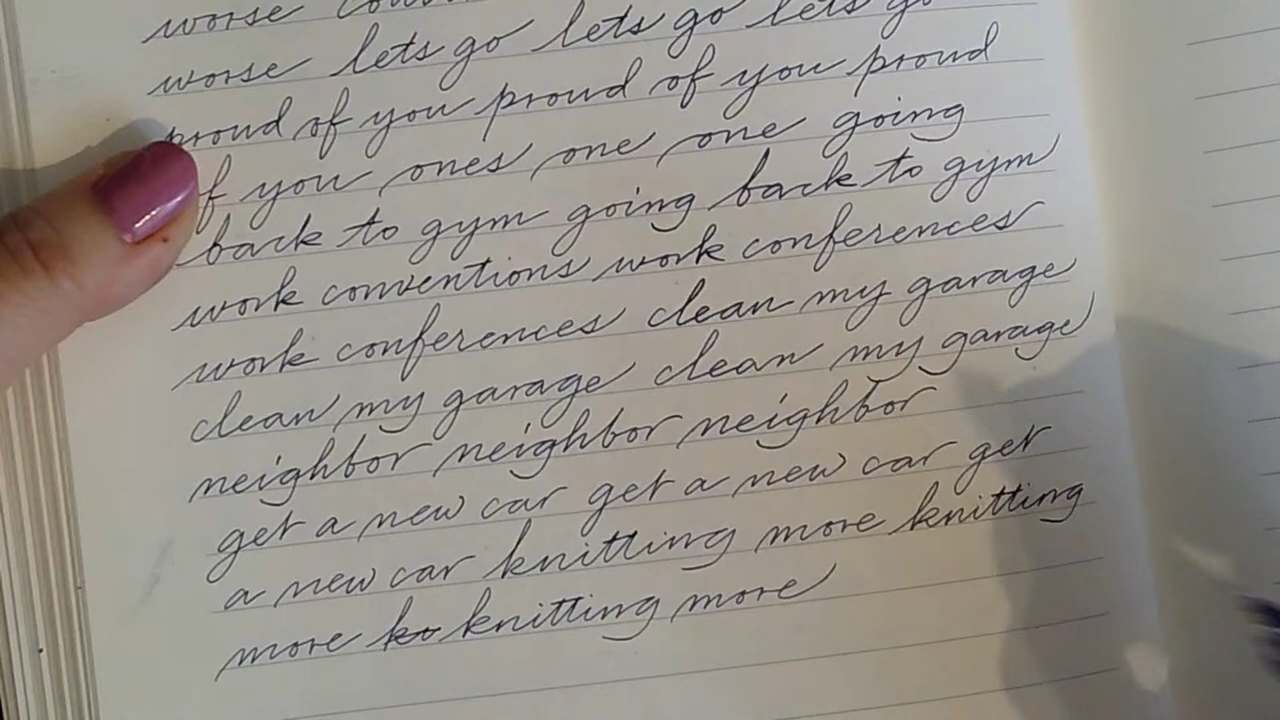 worse
worse lets go lets go lets go
proud of you proud of you proud
of you ones one one going
back to gym going back to gym
work conventions work conferences
work conferences clean my garage
clean my garage clean my garage
neighbor neighbor neighbor
get a new car get a new car get
a new car knitting more knitting
more ko knitting more